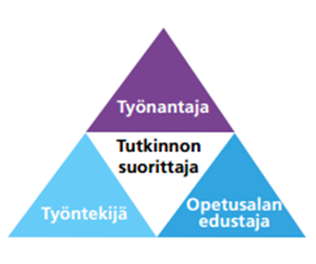 Työnantaja
Tutkinnon
suorittaja
Työntekijä
Opetusalan
edustaja